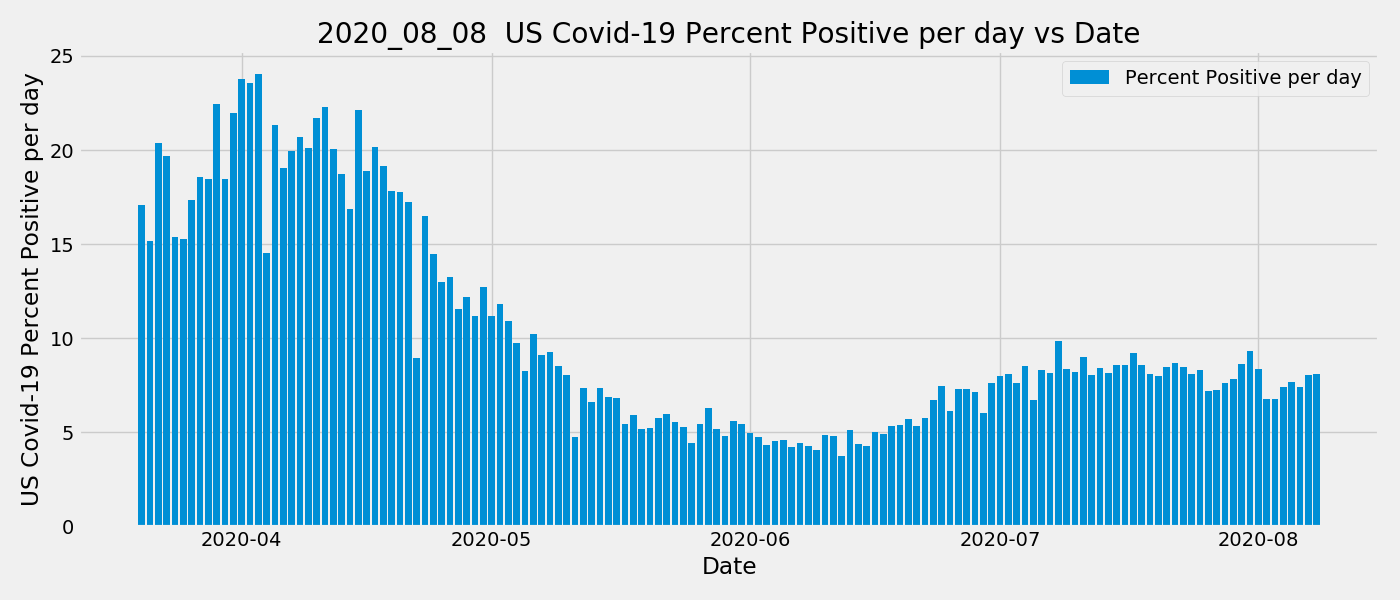 2020_08_08  US Covid-19 Percent Positive per day vs Date
Percent Positive per day
US Covid-19 Percent Positive per day
25
20
15
10
5
0
2020-04
2020-05
2020-06
2020-07
2020-08
Date